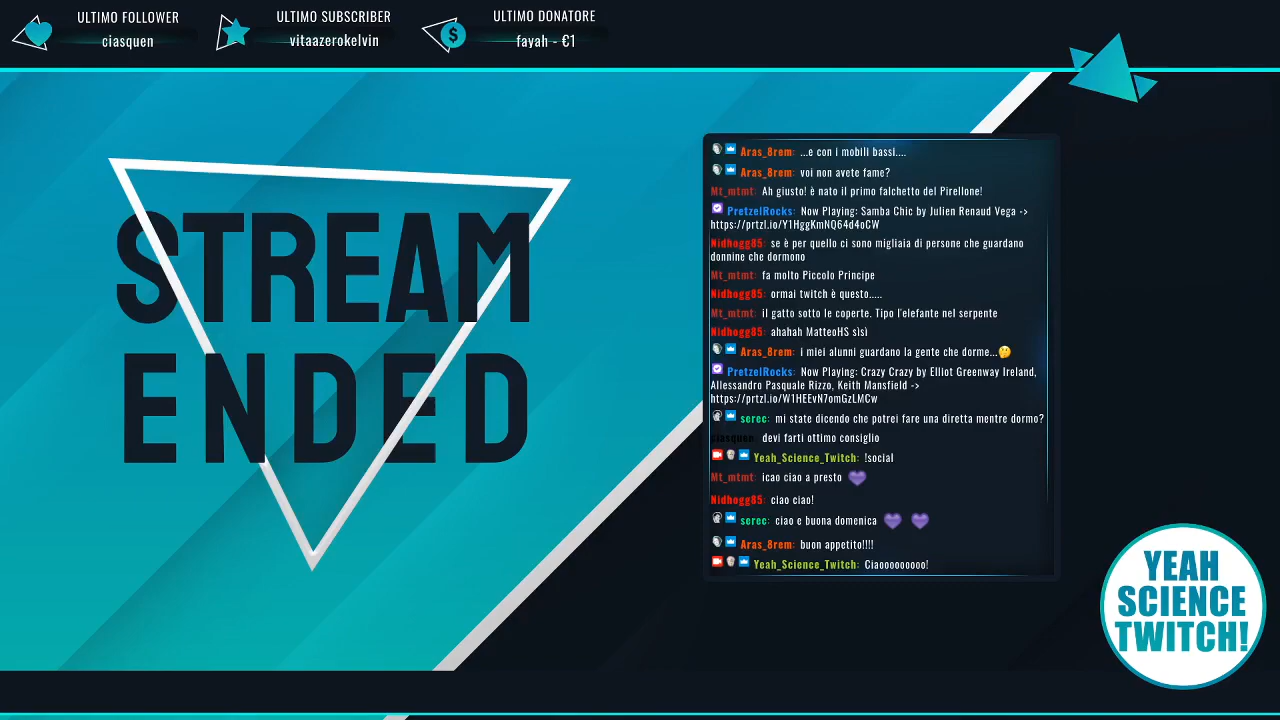 ULTIMO FOLLOWER
ciasquen
ULTIMO SUBSCRIBER
vitaazerokelvin
ULTIMO DONATORE
fayah - €1
STREAM
ENDED
Aras_8rem: ...e con i mobili bassi....
Aras_8rem: voi non avete fame?
Mt_mtmt: Ah giusto! è nato il primo falchetto del Pirellone!
PretzelRocks: Now Playing: Samba Chic by Julien Renaud Vega ->
https://prtzl.io/Y1HggKmNQ64d4oCW
Nidhogg85: se è per quello ci sono migliaia di persone che guardano
donnine che dormono
Mt_mtmt: fa molto Piccolo Principe
Nidhogg85: ormai twitch è questo.....
Mt_mtmt: il gatto sotto le coperte. Tipo l'elefante nel serpente
Nidhogg85: ahahah MatteoHS sìsì
Aras_8rem: i miei alunni guardano la gente che dorme...🤔
PretzelRocks: Now Playing: Crazy Crazy by Elliot Greenway Ireland,
Allessandro Pasquale Rizzo, Keith Mansfield ->
https://prtzl.io/W1HEEvN7omGzLMCw
serec: mi state dicendo che potrei fare una diretta mentre dormo?
ciasquen: devi farti ottimo consiglio
Yeah_Science_Twitch: !social
Mt_mtmt: icao ciao a presto 💜
Nidhogg85: ciao ciao!
serec: ciao e buona domenica 💜 💜
Aras_8rem: buon appetito!!!!
Yeah_Science_Twitch: Ciaooooooooo!
YEAH
SCIENCE
TWITCH!